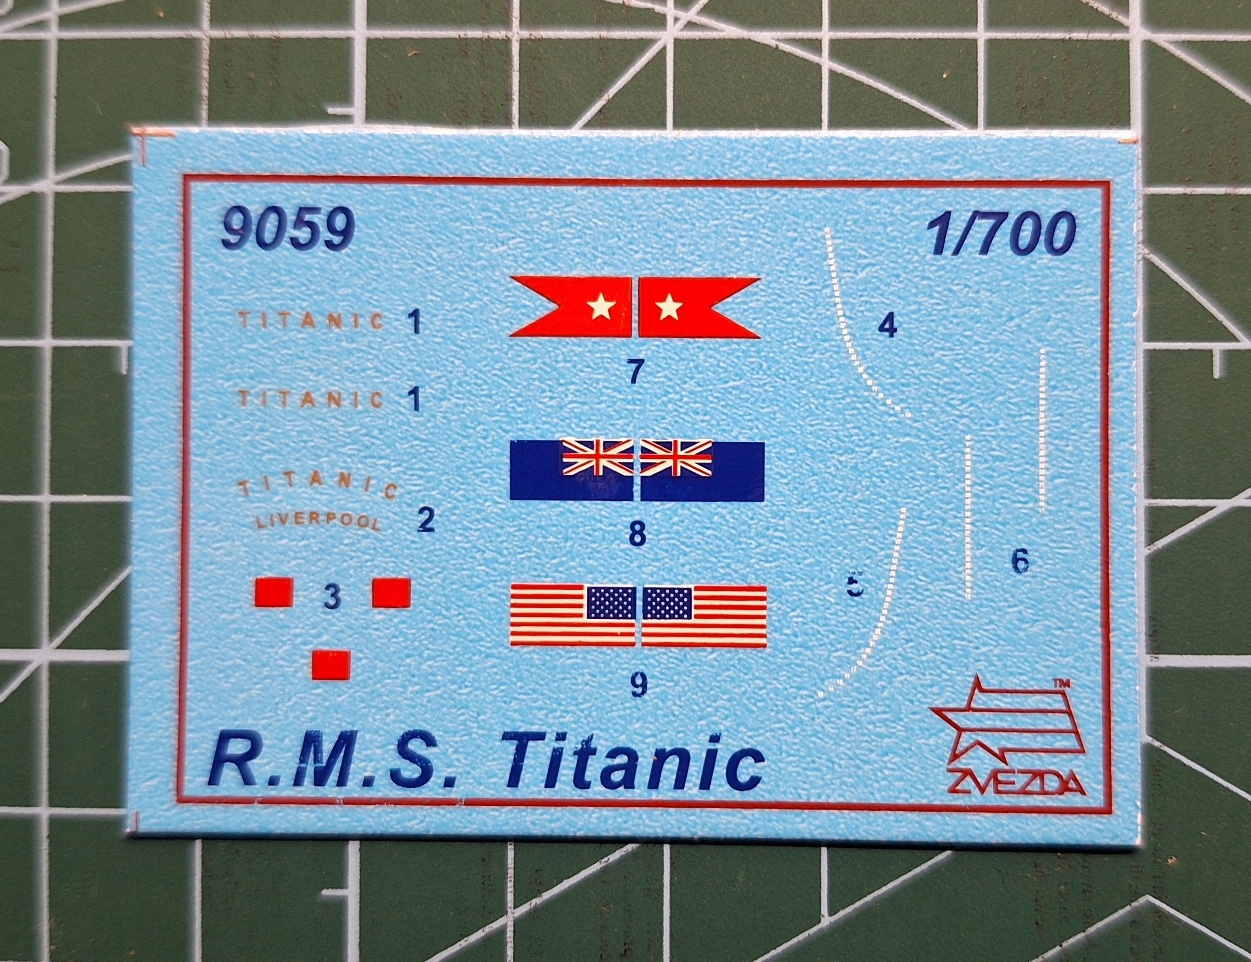 9059
1/700
TITANIC 1
TITANIC 1
TITANIC
LIVERPOOL 2
3
7
8
9
4
5
6
R.M.S. Titanic
TM
ZVEZDA